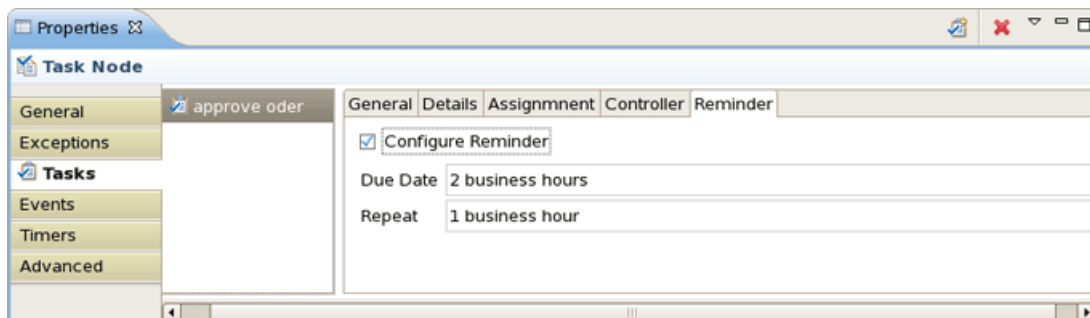 Properties
Task Node
General
Exceptions
Tasks
Events
Timers
Advanced
approve oder
General Details Assignmnent Controller Reminder
Configure Reminder
Due Date 2 business hours
Repeat 1 business hour